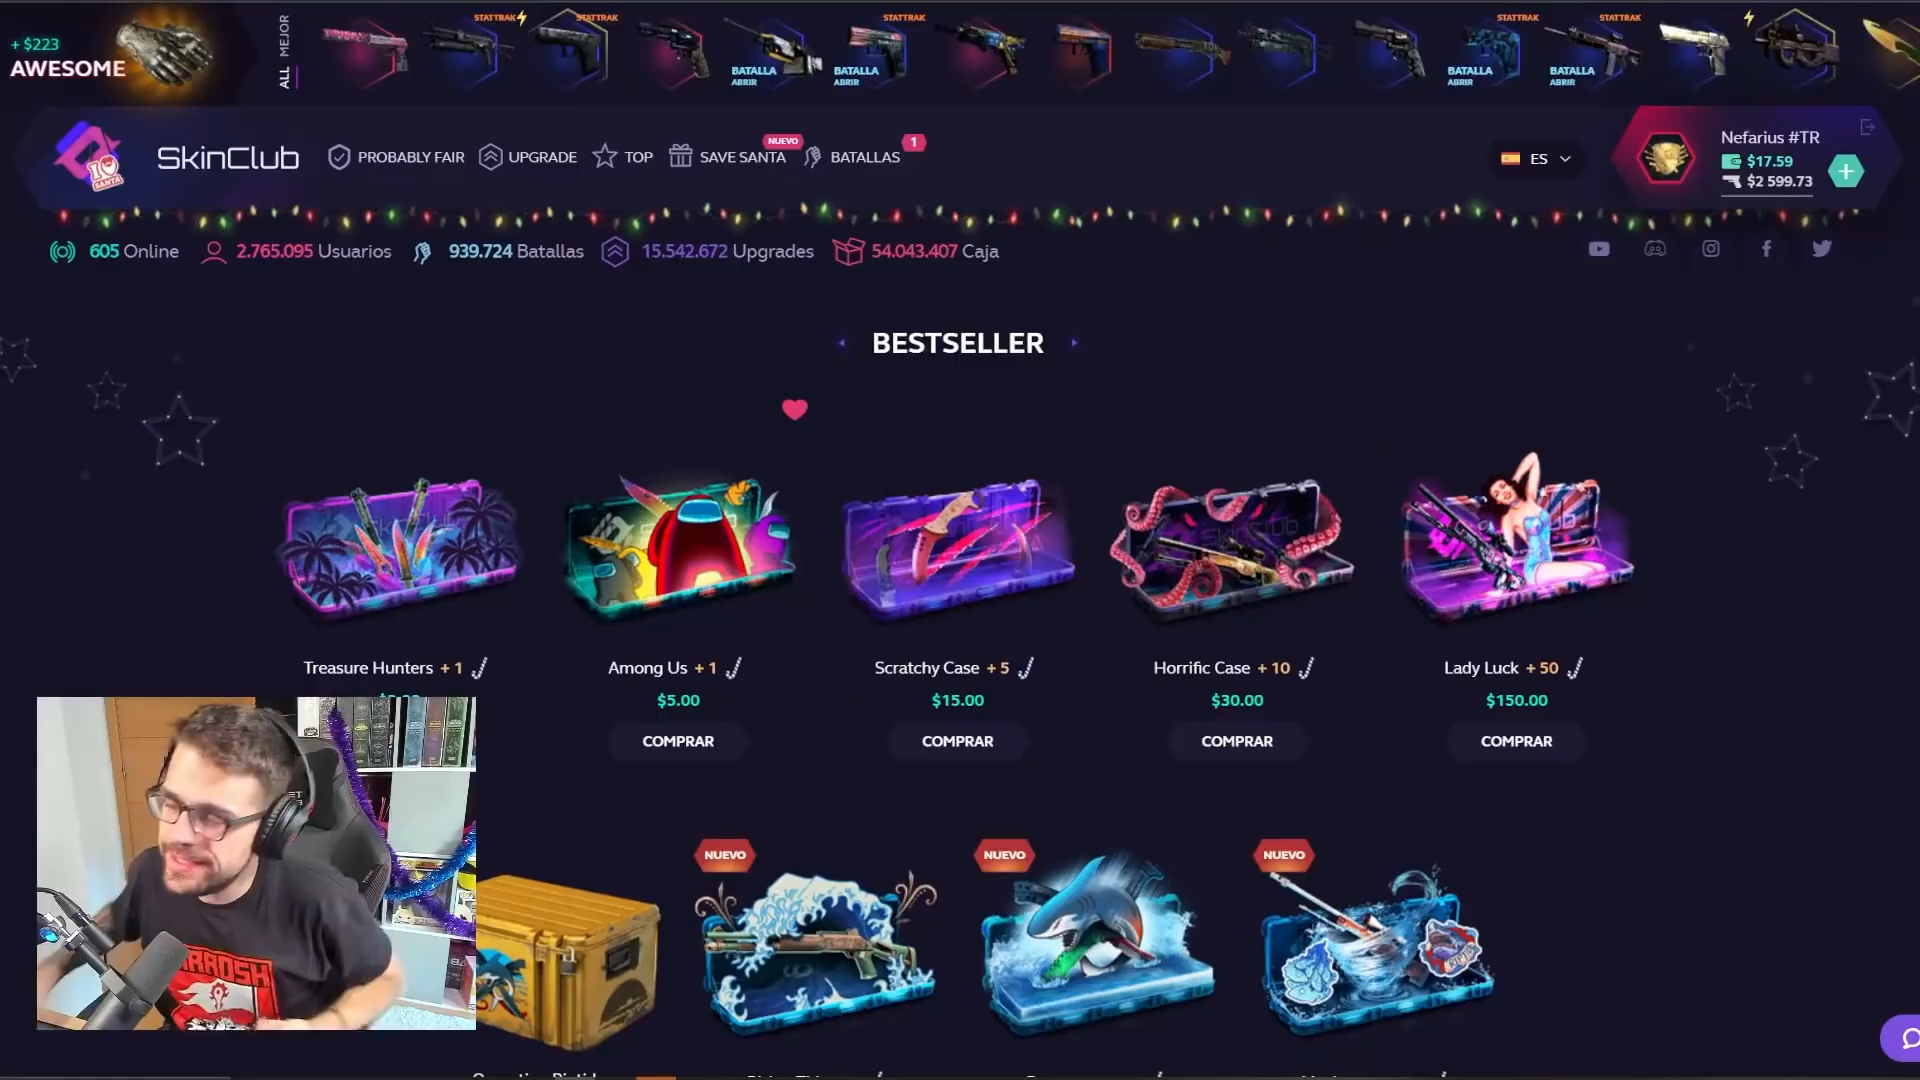 + $223
AWESOME
ALL MEJOR
STATTRAK
STATTRAK
BATALLA
ABRIR
STATTRAK
BATALLA
ABRIR
STATTRAK
BATALLA
ABRIR
STATTRAK
BATALLA
ABRIR
I
SANTA
SKINCLUB
PROBABLY FAIR
UPGRADE
TOP
SAVE SANTA
NUEVO
BATALLAS
1
ES
Nefarius #TR
$17.59
$2 599.73
605 Online
2.765.095 Usuarios
939.724 Batallas
15.542.672 Upgrades
54.043.407 Caja
BESTSELLER
Treasure Hunters + 1
Among Us + 1
$5.00
COMPRAR
Scratchy Case + 5
$15.00
COMPRAR
Horrific Case + 10
$30.00
COMPRAR
Lady Luck + 50
$150.00
COMPRAR
NUEVO
NUEVO
NUEVO